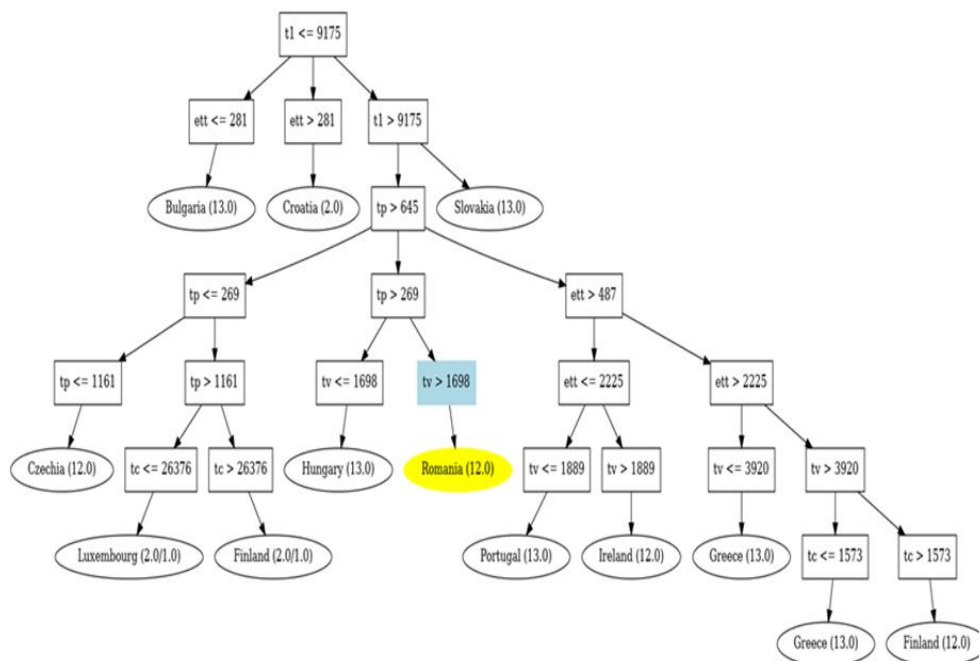 t1 <= 9175
ett <= 281
ett > 281
t1 > 9175
Bulgaria (13.0)
Croatia (2.0)
tp > 645
Slovakia (13.0)
tp <= 269
tp > 269
ett > 487
tp <= 1161
tp > 1161
tv <= 1698
tv > 1698
ett <= 2225
ett > 2225
Czechia (12.0)
tc <= 26376
tc > 26376
Hungary (13.0)
Romania (12.0)
tv <= 1889
tv > 1889
tv <= 3920
tv > 3920
Luxembourg (2.0/1.0)
Finland (2.0/1.0)
Portugal (13.0)
Ireland (12.0)
Greece (13.0)
tc <= 1573
tc > 1573
Greece (13.0)
Finland (12.0)